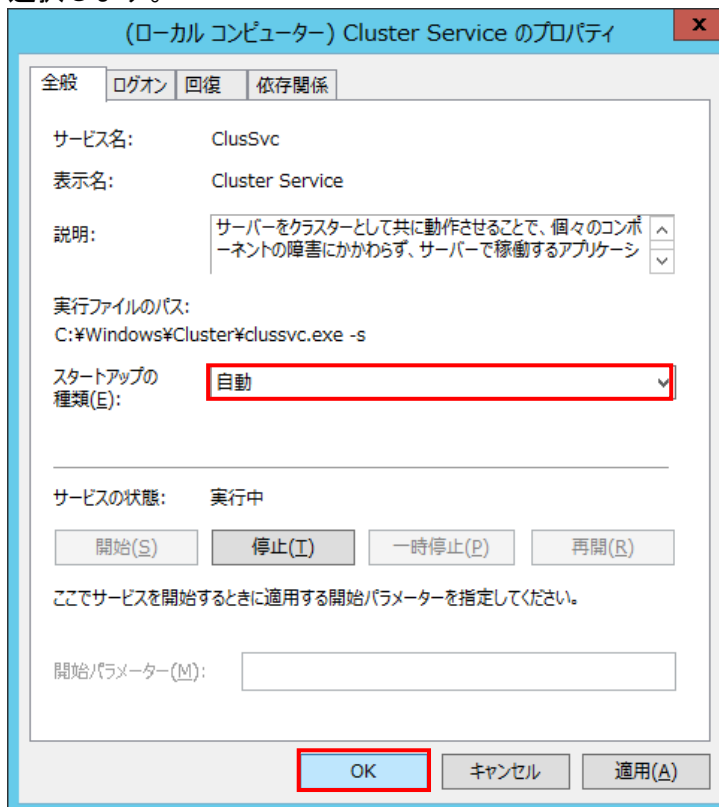 選択します。
(ローカル コンピューター) Cluster Service のプロパティ
x
全般 ログオン 回復 依存関係
サービス名: ClusSvc
表示名: Cluster Service
説明: サーバーをクラスターとして共に動作させることで、個々のコンポ
ーネントの障害にかかわらず、サーバーで稼働するアプリケーシ
実行ファイルのパス:
C:¥Windows¥Cluster¥clussvc.exe -s
スタートアップの
種類(E): 自動
サービスの状態: 実行中
開始(S) 停止(T) 一時停止(P) 再開(R)
ここでサービスを開始するときに適用する開始パラメーターを指定してください。
開始パラメーター(M):
OK キャンセル 適用(A)